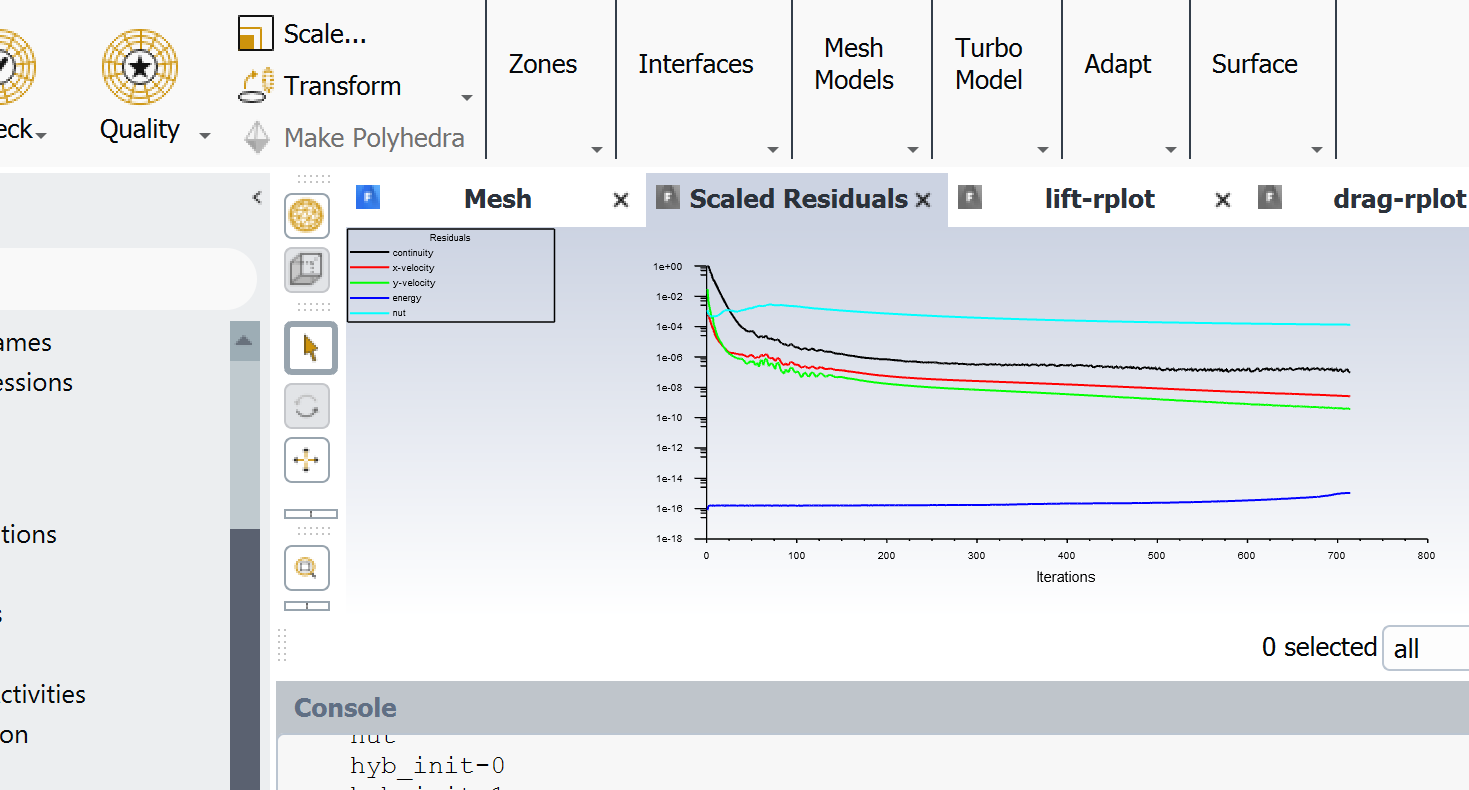 Scale...
Transform
Make Polyhedra
eck
Quality
Zones
Interfaces
Mesh
Models
Turbo
Model
Adapt
Surface
ames
essions
tions
s
ctivities
on
Mesh
Scaled Residuals
lift-rplot
drag-rplot
Residuals
continuity
x-velocity
y-velocity
energy
nut
1e+00
1e-02
1e-04
1e-06
1e-08
1e-10
1e-12
1e-14
1e-16
1e-18
0 100 200 300 400 500 600 700 800
Iterations
0 selected all
Console
nut
hyb_init-0
hyb_init-1